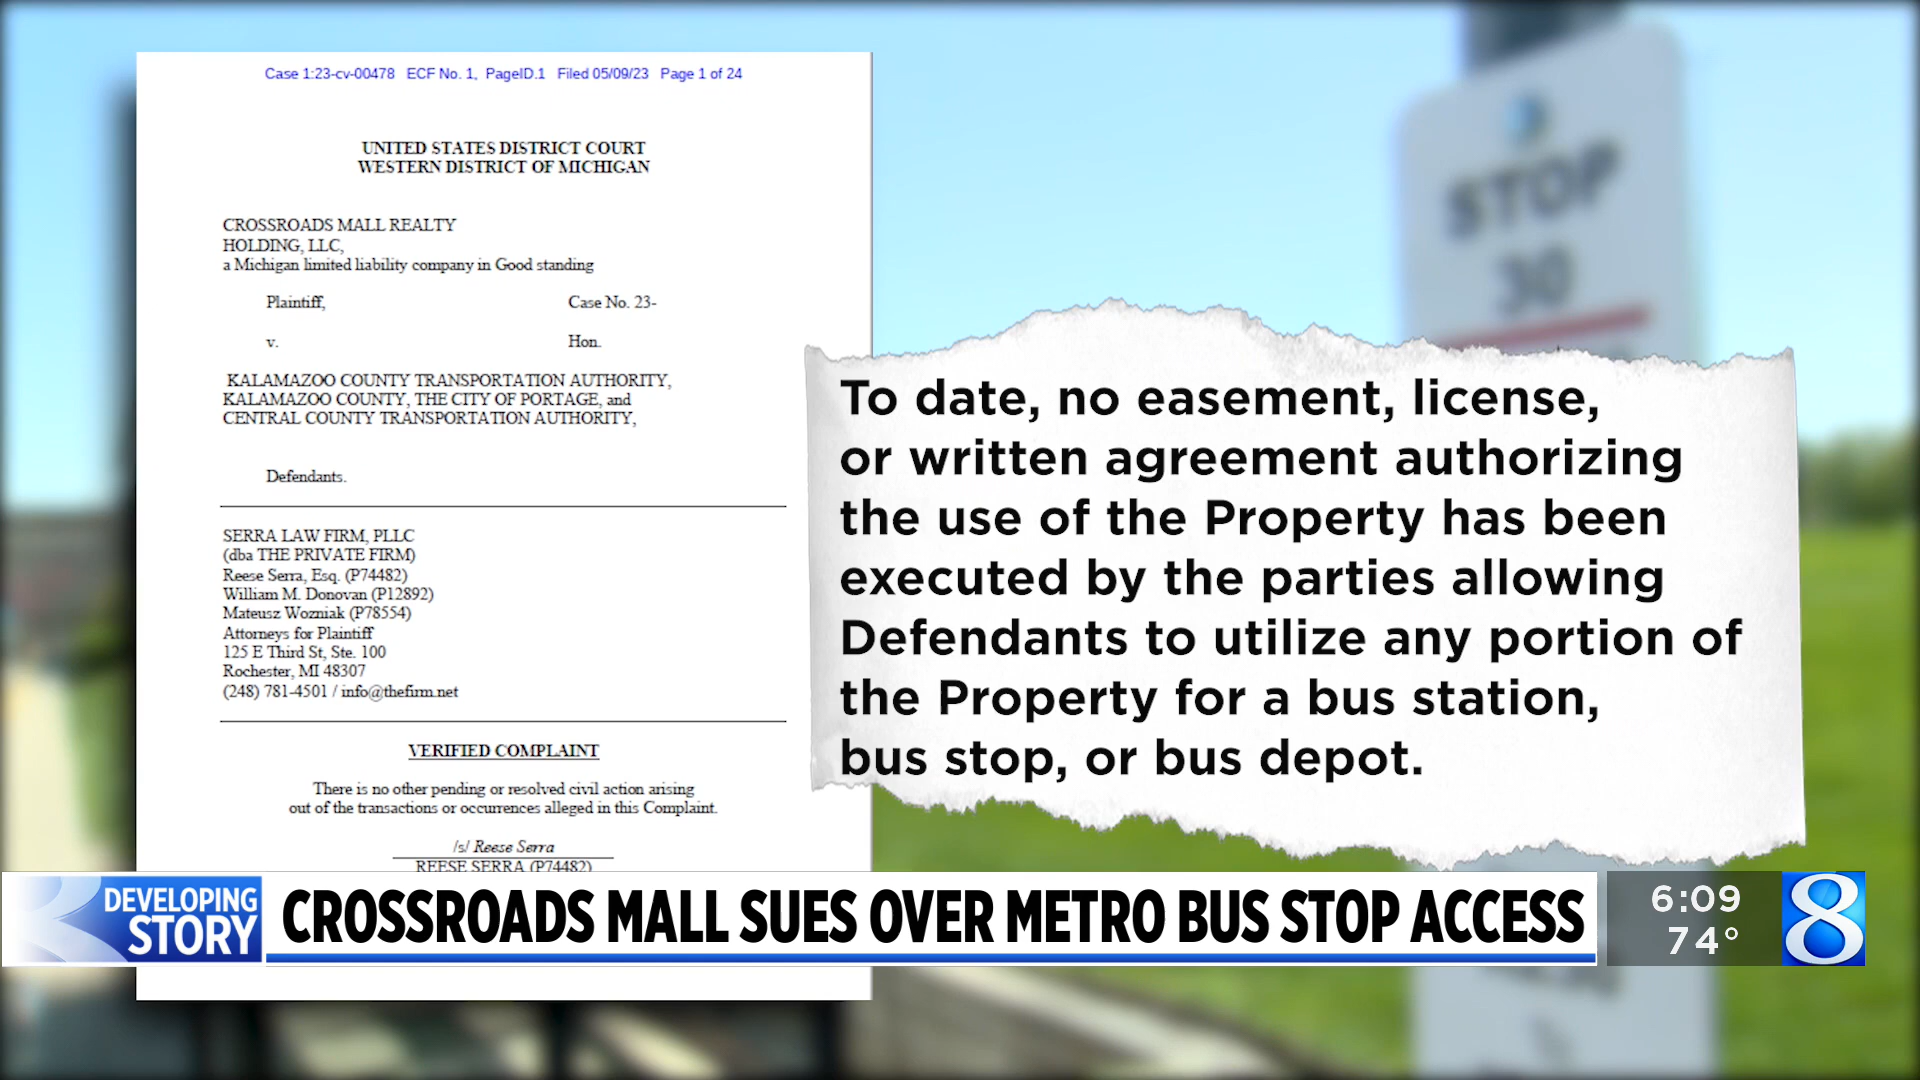 Case 1:23-cv-00478 ECF No. 1, PageID.1 Filed 05/09/23 Page 1 of 24
UNITED STATES DISTRICT COURT
WESTERN DISTRICT OF MICHIGAN
CROSSROADS MALL REALTY
HOLDING, LLC,
a Michigan limited liability company in Good standing
Plaintiff,
Case No. 23-
v.
Hon.
KALAMAZOO COUNTY TRANSPORTATION AUTHORITY,
KALAMAZOO COUNTY, THE CITY OF PORTAGE, and
CENTRAL COUNTY TRANSPORTATION AUTHORITY,
Defendants.
SERRA LAW FIRM, PLLC
(dba THE PRIVATE FIRM)
Reese Serra, Esq. (P74482)
William M. Donovan (P12892)
Mateusz Wozniak (P78554)
Attorneys for Plaintiff
125 E Third St, Ste. 100
Rochester, MI 48307
(248) 781-4501 / info@thefirm.net
VERIFIED COMPLAINT
There is no other pending or resolved civil action arising
out of the transactions or occurrences alleged in this Complaint.
/s/ Reese Serra
REESE SERRA (P74482)
STOP
30
To date, no easement, license,
or written agreement authorizing
the use of the Property has been
executed by the parties allowing
Defendants to utilize any portion of
the Property for a bus station,
bus stop, or bus depot.
DEVELOPING
STORY
CROSSROADS MALL SUES OVER METRO BUS STOP ACCESS
6:09
74°
8